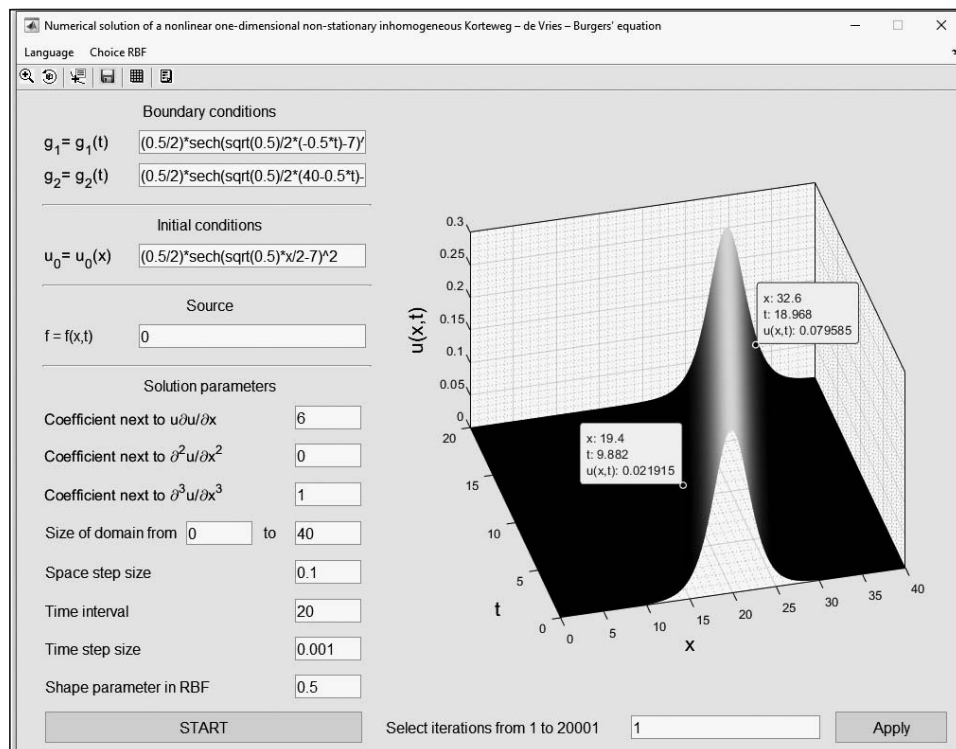 Numerical solution of a nonlinear one-dimensional non-stationary inhomogeneous Korteweg – de Vries – Burgers' equation
Language Choice RBF
Boundary conditions
g₁= g₁(t) (0.5/2)*sech(sqrt(0.5)/2*(-0.5*t)-7)'
g₂= g₂(t) (0.5/2)*sech(sqrt(0.5)/2*(40-0.5*t)-
Initial conditions
u₀= u₀(x) (0.5/2)*sech(sqrt(0.5)*x/2-7)^2
Source
f = f(x,t) 0
Solution parameters
Coefficient next to u∂u/∂x 6
Coefficient next to ∂²u/∂x² 0
Coefficient next to ∂³u/∂x³ 1
Size of domain from 0 to 40
Space step size 0.1
Time interval 20
Time step size 0.001
Shape parameter in RBF 0.5
START
u(x,t)
0.3
0.25
0.2
0.15
0.1
0.05
0
x: 32.6
t: 18.968
u(x,t): 0.079585
x: 19.4
t: 9.882
u(x,t): 0.021915
20
15
10
5
0
t
0 5 10 15 20 25 30 35 40
x
Select iterations from 1 to 20001 1 Apply